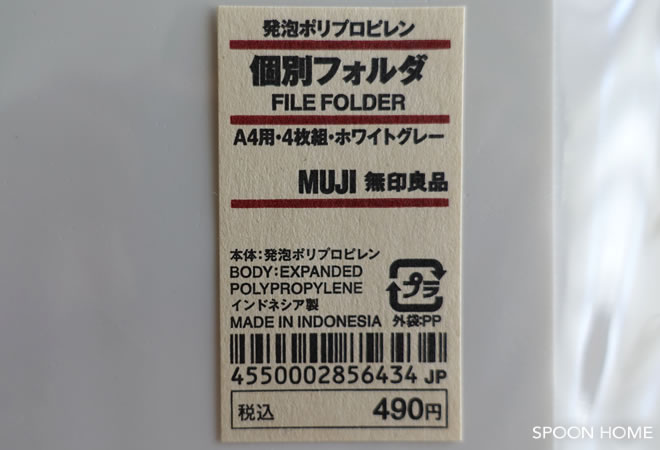 発泡ポリプロピレン
個別フォルダ
FILE FOLDER
A4用・4枚組・ホワイトグレー
MUJI 無印良品
本体:発泡ポリプロピレン
BODY:EXPANDED
POLYPROPYLENE
インドネシア製
MADE IN INDONESIA
プラ
外袋:PP
4550002856434 JP
税込 490円
SPOON HOME